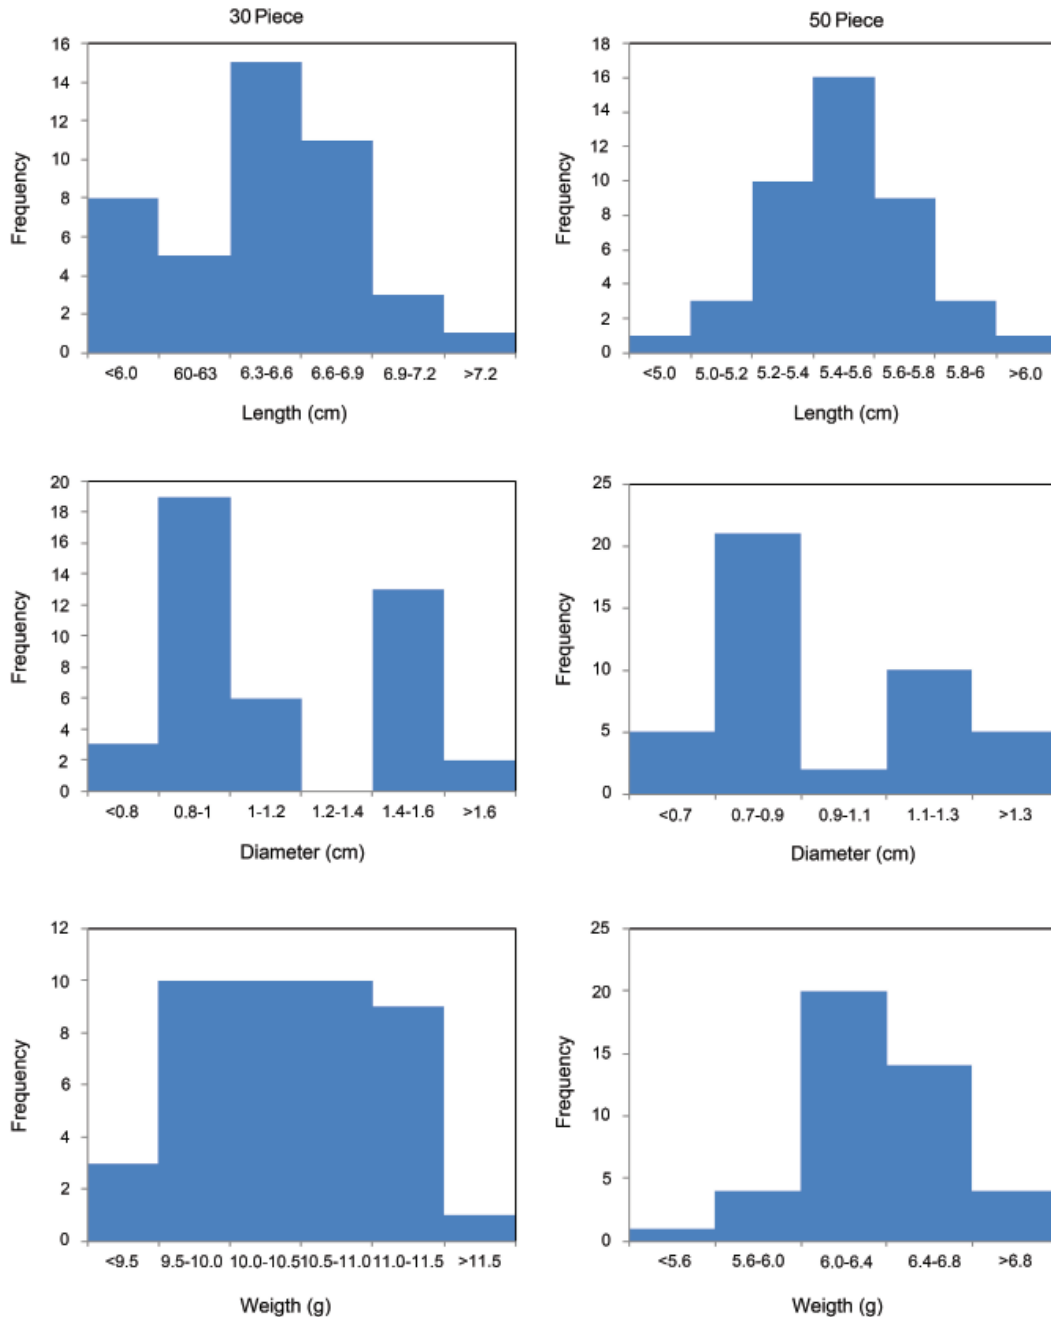 30 Piece
50 Piece
16
14
12
10
8
6
4
2
0
Frequency
<6.0 60-63 6.3-6.6 6.6-6.9 6.9-7.2 >7.2
Length (cm)
18
16
14
12
10
8
6
4
2
0
Frequency
<5.0 5.0-5.2 5.2-5.4 5.4-5.6 5.6-5.8 5.8-6 >6.0
Length (cm)
20
18
16
14
12
10
8
6
4
2
0
Frequency
<0.8 0.8-1 1-1.2 1.2-1.4 1.4-1.6 >1.6
Diameter (cm)
25
20
15
10
5
0
Frequency
<0.7 0.7-0.9 0.9-1.1 1.1-1.3 >1.3
Diameter (cm)
12
10
8
6
4
2
0
Frequency
<9.5 9.5-10.0 10.0-10.5 10.5-11.0 11.0-11.5 >11.5
Weigth (g)
25
20
15
10
5
0
Frequency
<5.6 5.6-6.0 6.0-6.4 6.4-6.8 >6.8
Weigth (g)